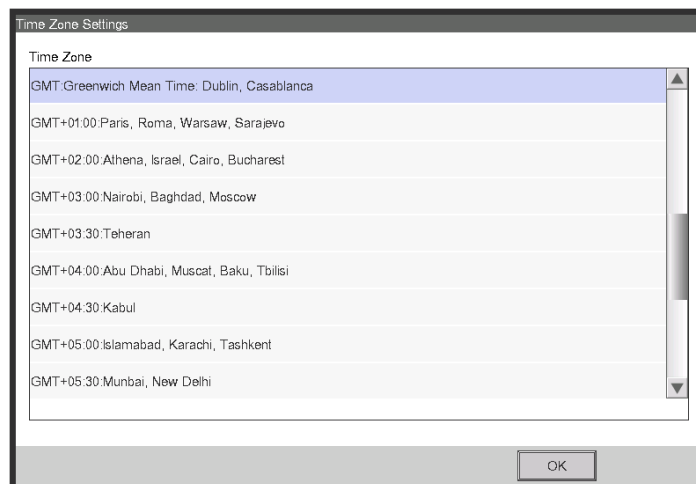 Time Zone Settings
Time Zone
GMT:Greenwich Mean Time: Dublin, Casablanca
GMT+01:00:Paris, Roma, Warsaw, Sarajevo
GMT+02:00:Athena, Israel, Cairo, Bucharest
GMT+03:00:Nairobi, Baghdad, Moscow
GMT+03:30:Teheran
GMT+04:00:Abu Dhabi, Muscat, Baku, Tbilisi
GMT+04:30:Kabul
GMT+05:00:Islamabad, Karachi, Tashkent
GMT+05:30:Munbai, New Delhi
OK